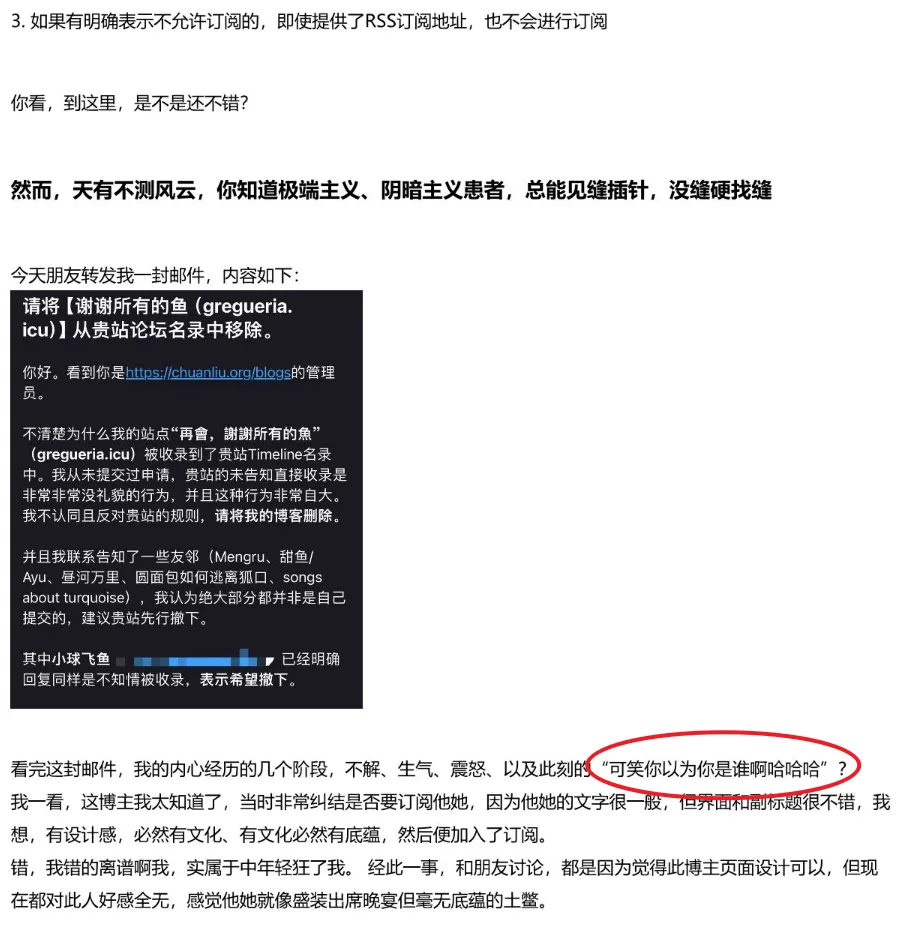 3. 如果有明确表示不允许订阅的，即使提供了RSS订阅地址，也不会进行订阅
你看，到这里，是不是还不错？
然而，天有不测风云，你知道极端主义、阴暗主义患者，总能见缝插针，没缝硬找缝
今天朋友转发我一封邮件，内容如下：
请将【谢谢所有的鱼（gregueria.
icu）】从贵站论坛名录中移除。
你好。看到你是https://chuanliu.org/blogs的管理
员。
不清楚为什么我的站点“再會，謝謝所有的魚”
（gregueria.icu）被收录到了贵站Timeline名录
中。我从未提交过申请，贵站的未告知直接收录是
非常非常没礼貌的行为，并且这种行为非常自大。
我不认同且反对贵站的规则，请将我的博客删除。
并且我联系告知了一些友邻（Mengru、甜鱼/
Ayu、昼河万里、圆面包如何逃离狐口、songs
about turquoise），我认为绝大部分都并非是自己
提交的，建议贵站先行撤下。
其中小球飞鱼 已经明确
回复同样是不知情被收录，表示希望撤下。
看完这封邮件，我的内心经历的几个阶段，不解、生气、震怒、以及此刻的“可笑你以为你是谁啊哈哈哈”？
我一看，这博主我太知道了，当时非常纠结是否要订阅他她，因为他她的文字很一般，但界面和副标题很不错，我
想，有设计感，必然有文化、有文化必然有底蕴，然后便加入了订阅。
错，我错的离谱啊我，实属于中年轻狂了我。 经此一事，和朋友讨论，都是因为觉得此博主页面设计可以，但现
在都对此人好感全无，感觉他她就像盛装出席晚宴但毫无底蕴的土鳖。